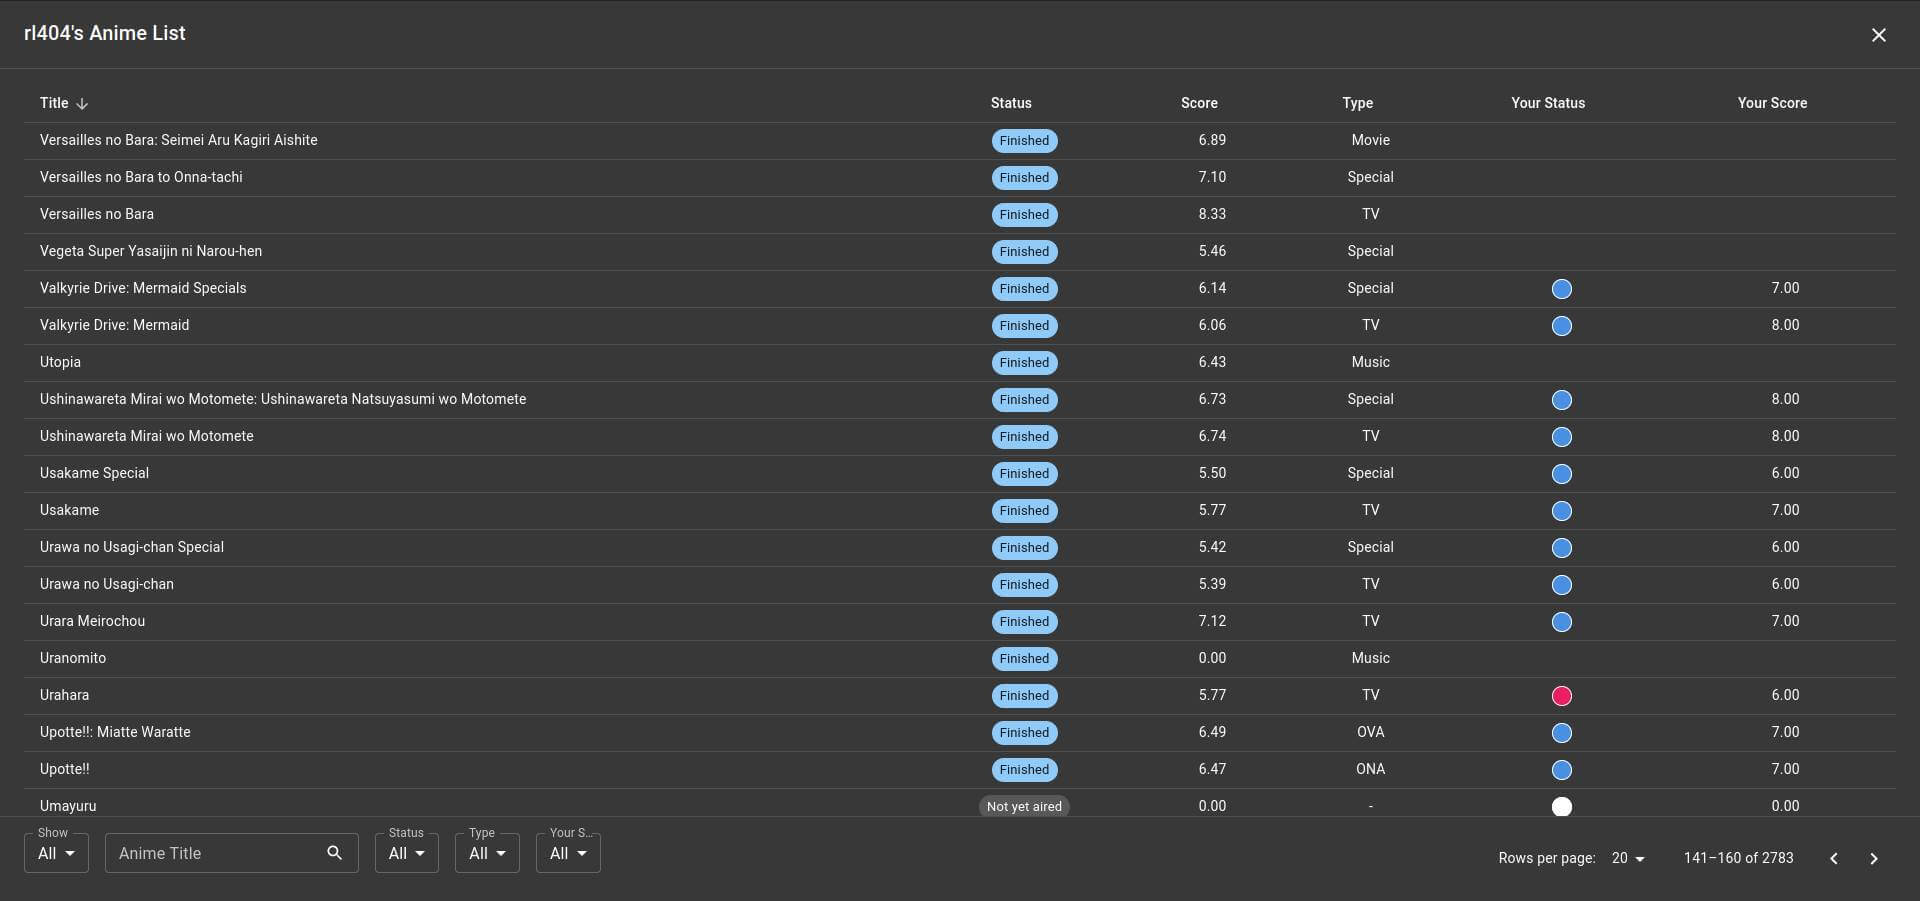 rl404's Anime List
Title Status Score Type Your Status Your Score
Versailles no Bara: Seimei Aru Kagiri Aishite Finished 6.89 Movie
Versailles no Bara to Onna-tachi Finished 7.10 Special
Versailles no Bara Finished 8.33 TV
Vegeta Super Yasaijin ni Narou-hen Finished 5.46 Special
Valkyrie Drive: Mermaid Specials Finished 6.14 Special 7.00
Valkyrie Drive: Mermaid Finished 6.06 TV 8.00
Utopia Finished 6.43 Music
Ushinawareta Mirai wo Motomete: Ushinawareta Natsuyasumi wo Motomete Finished 6.73 Special 8.00
Ushinawareta Mirai wo Motomete Finished 6.74 TV 8.00
Usakame Special Finished 5.50 Special 6.00
Usakame Finished 5.77 TV 7.00
Urawa no Usagi-chan Special Finished 5.42 Special 6.00
Urawa no Usagi-chan Finished 5.39 TV 6.00
Urara Meirochou Finished 7.12 TV 7.00
Uranomito Finished 0.00 Music
Urahara Finished 5.77 TV 6.00
Upotte!!: Miatte Waratte Finished 6.49 OVA 7.00
Upotte!! Finished 6.47 ONA 7.00
Umayuru Not yet aired 0.00 - 0.00
Show Status Type Your S...
All Anime Title All All All Rows per page: 20 141–160 of 2783